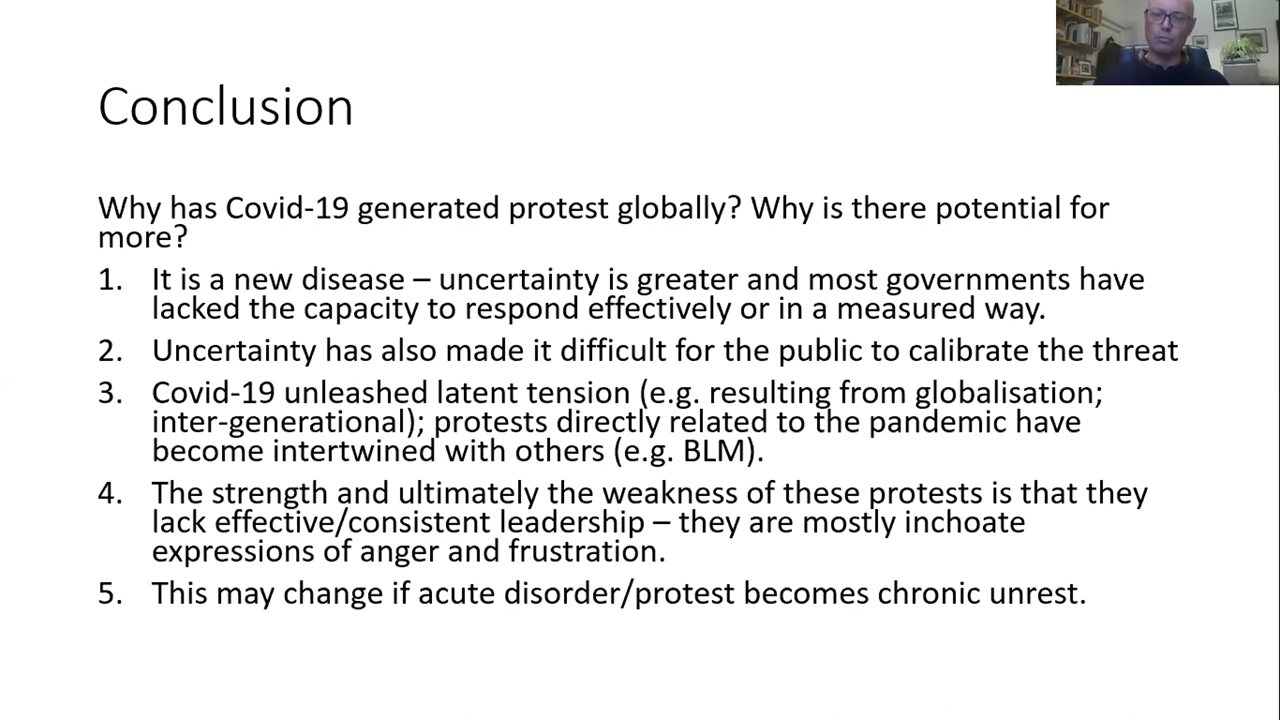 Conclusion
Why has Covid-19 generated protest globally? Why is there potential for
more?
1. It is a new disease – uncertainty is greater and most governments have
lacked the capacity to respond effectively or in a measured way.
2. Uncertainty has also made it difficult for the public to calibrate the threat
3. Covid-19 unleashed latent tension (e.g. resulting from globalisation;
inter-generational); protests directly related to the pandemic have
become intertwined with others (e.g. BLM).
4. The strength and ultimately the weakness of these protests is that they
lack effective/consistent leadership – they are mostly inchoate
expressions of anger and frustration.
5. This may change if acute disorder/protest becomes chronic unrest.